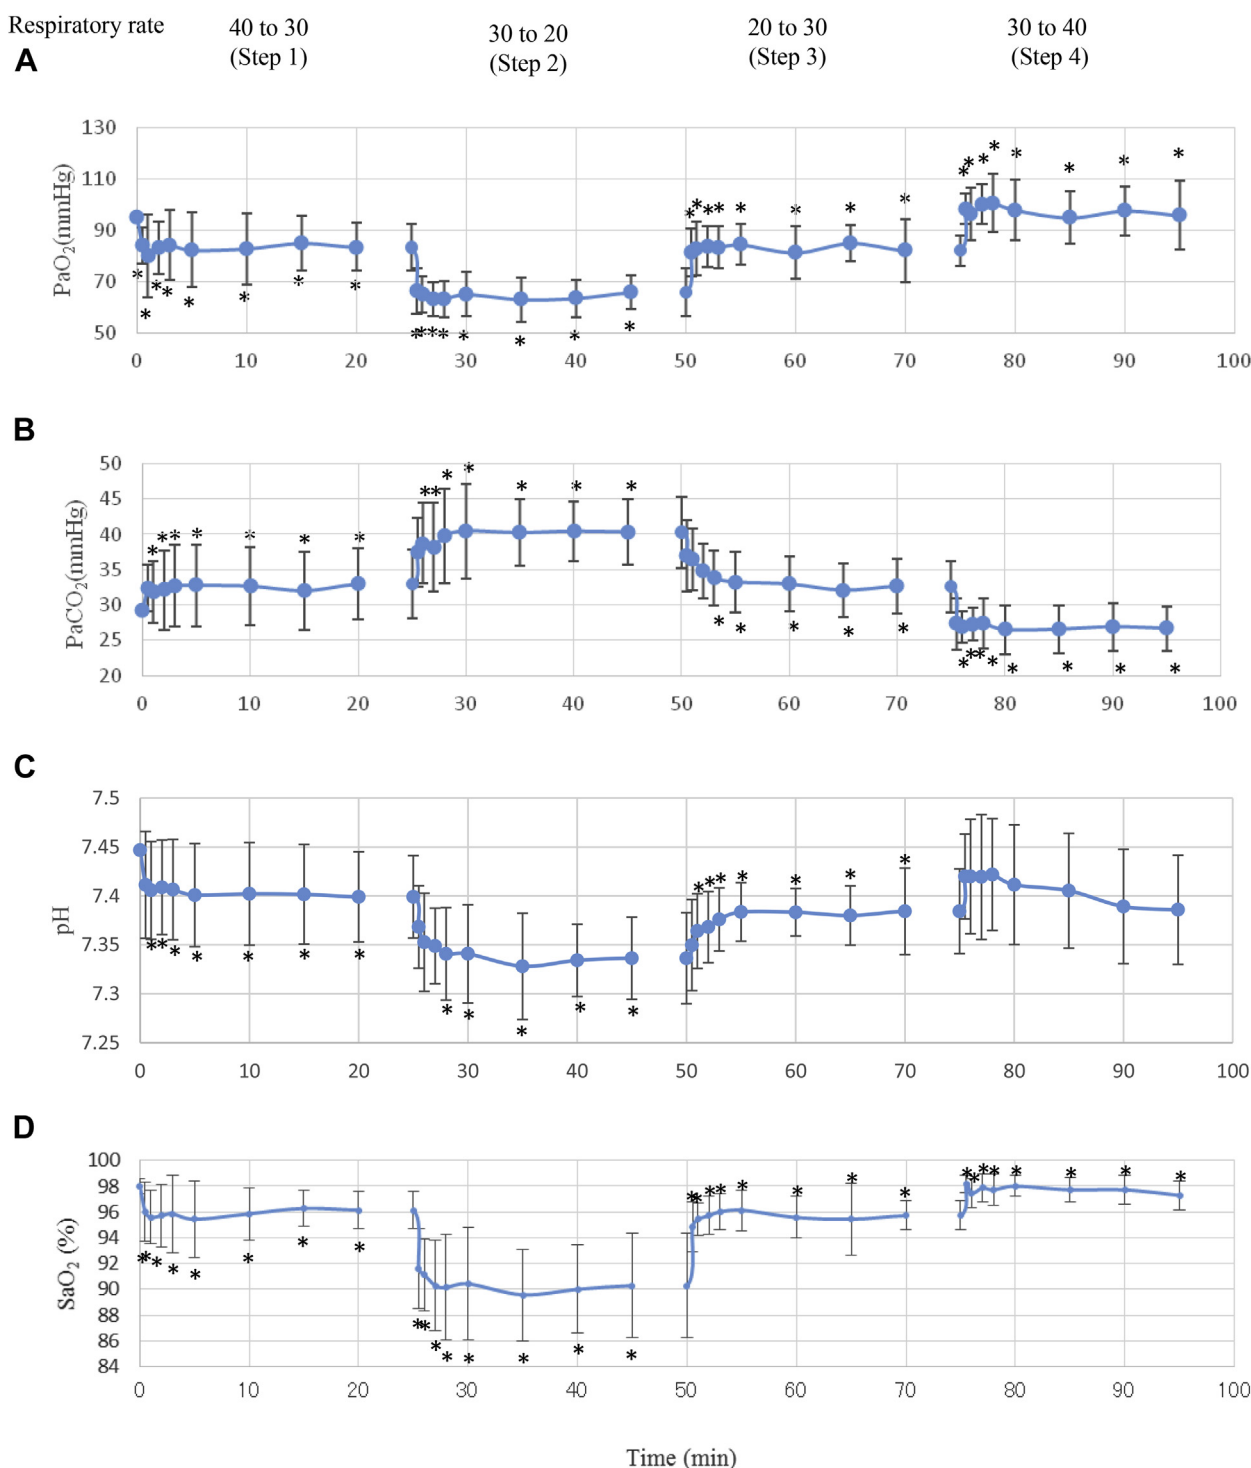 Respiratory rate 40 to 30 30 to 20 20 to 30 30 to 40
(Step 1) (Step 2) (Step 3) (Step 4)
A
PaO2(mmHg)
130
110
90
70
50
0 10 20 30 40 50 60 70 80 90 100
B
PaCO2(mmHg)
50
45
40
35
30
25
20
0 10 20 30 40 50 60 70 80 90 100
C
pH
7.5
7.45
7.4
7.35
7.3
7.25
0 10 20 30 40 50 60 70 80 90 100
D
SaO2 (%)
100
98
96
94
92
90
88
86
84
0 10 20 30 40 50 60 70 80 90 100
Time (min)